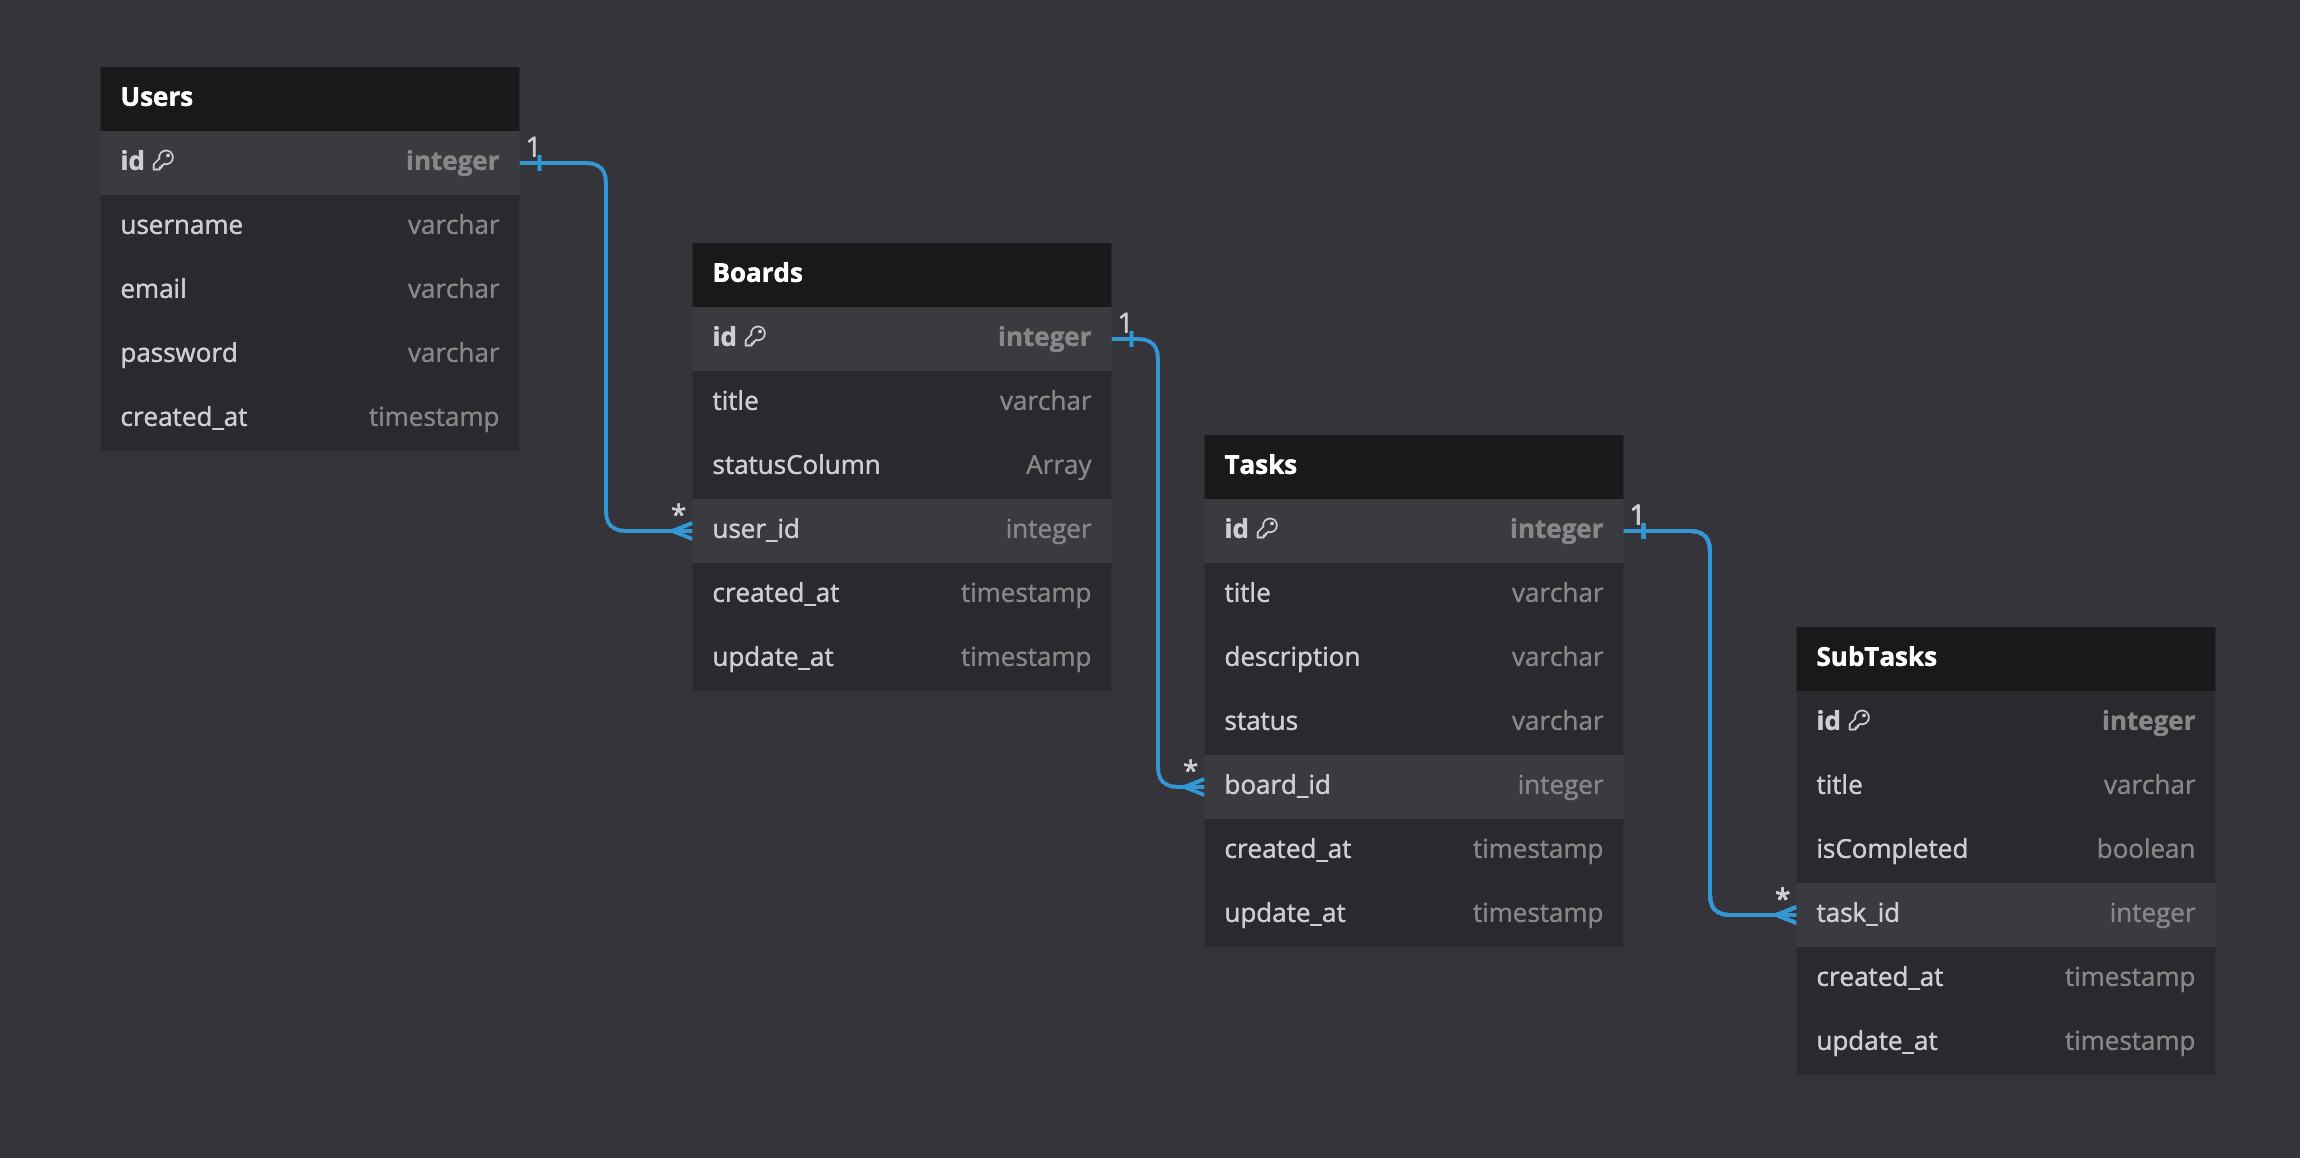 Users
id integer
username varchar
email varchar
password varchar
created_at timestamp
1
*
Boards
id integer
title varchar
statusColumn Array
user_id integer
created_at timestamp
update_at timestamp
1
*
Tasks
id integer
title varchar
description varchar
status varchar
board_id integer
created_at timestamp
update_at timestamp
1
*
SubTasks
id integer
title varchar
isCompleted boolean
task_id integer
created_at timestamp
update_at timestamp